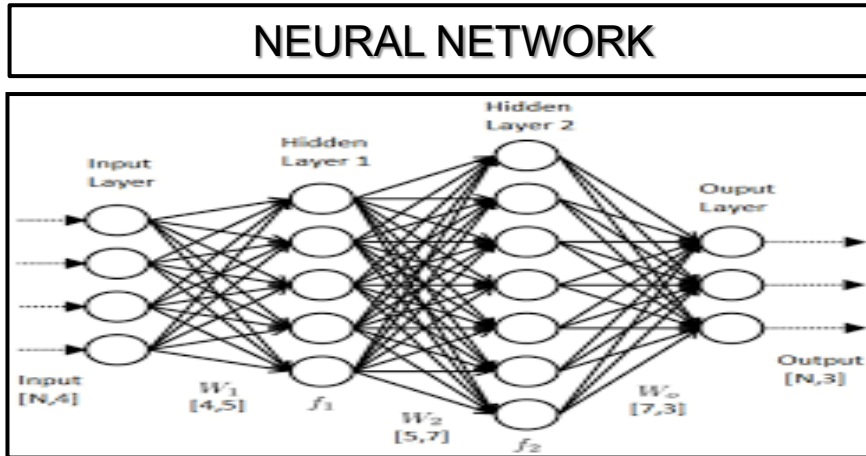 NEURAL NETWORK
Hidden
Layer 2
Hidden
Layer 1
Input
Layer
Ouput
Layer
Input
[N,4]
W₁
[4,5]
f₁
W₂
[5,7]
f₂
Wₒ
[7,3]
Output
[N,3]